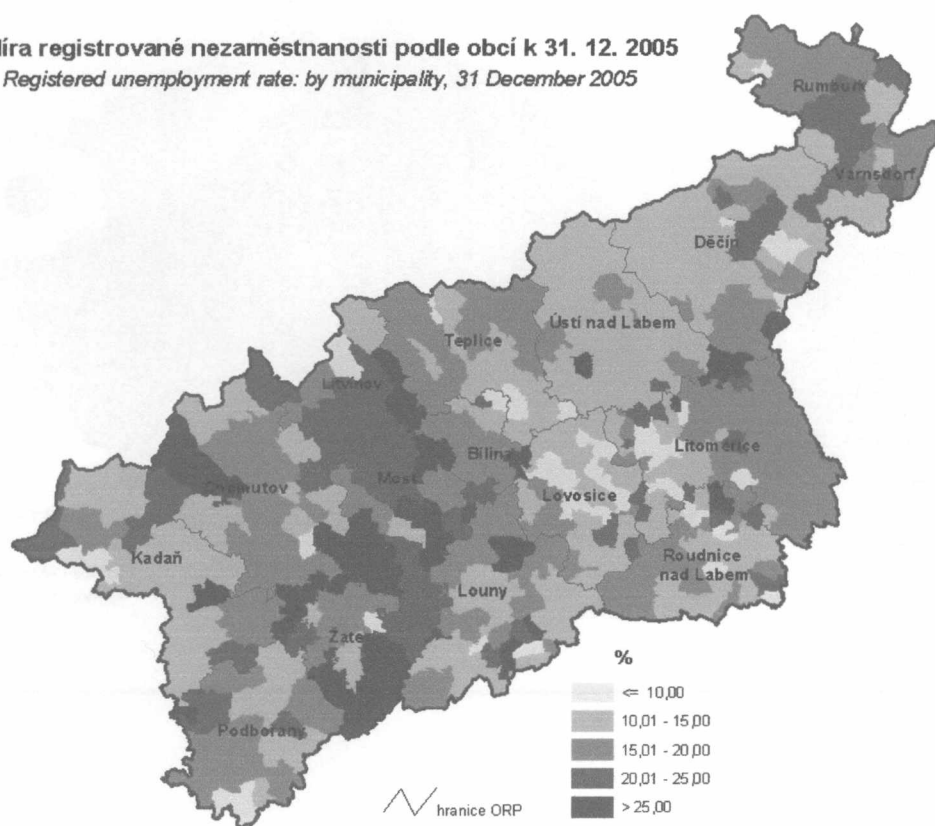 íra registrované nezaměstnanosti podle obcí k 31. 12. 2005
Registered unemployment rate: by municipality, 31 December 2005
Rumburk
Varnsdorf
Děčín
Ústí nad Labem
Teplice
Litvínov
Bílina
Litoměřice
Most
Chomutov
Lovosice
Kadaň
Roudnice
nad Labem
Louny
Žate
Podbořany
%
<= 10,00
10,01 - 15,00
15,01 - 20,00
20,01 - 25,00
> 25,00
hranice ORP